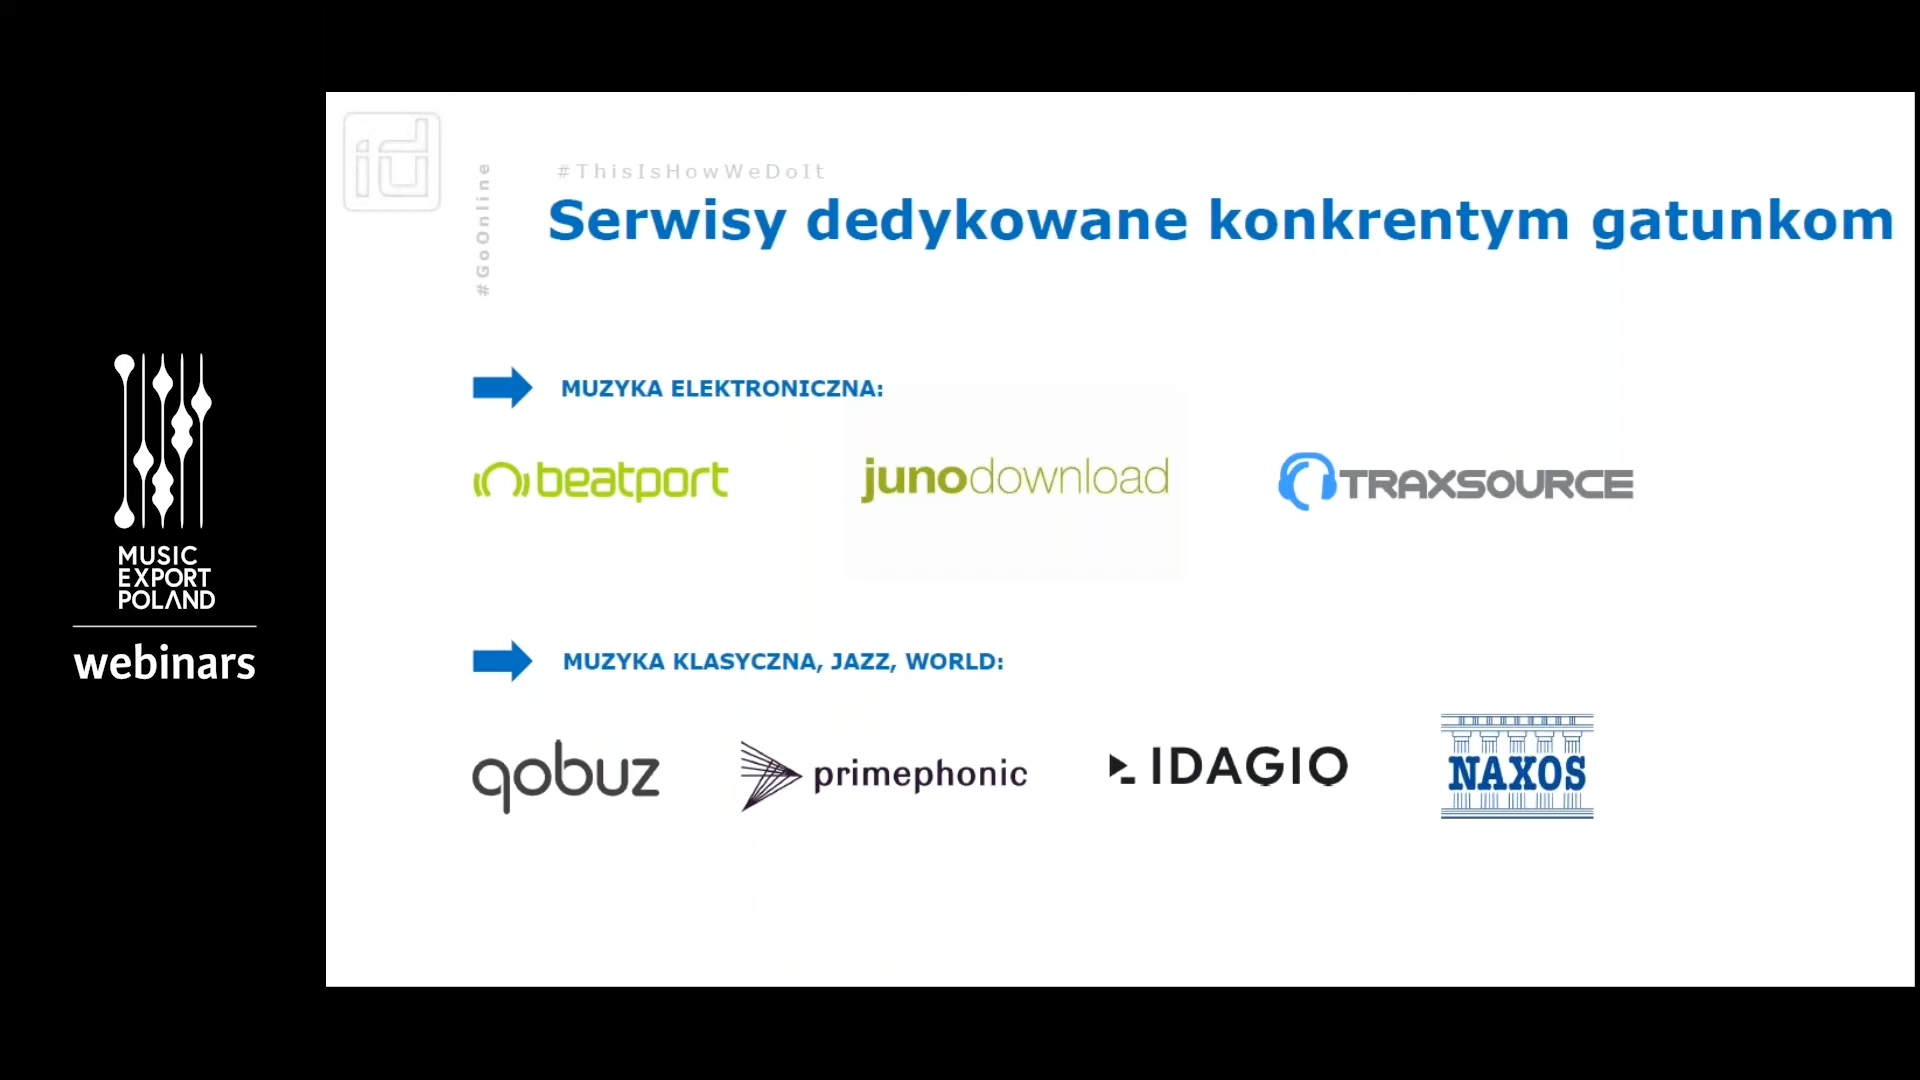 MUSIC
EXPORT
POLAND
webinars
id
#GoOnline
#ThisIsHowWeDoIt
Serwisy dedykowane konkrentym gatunkom
MUZYKA ELEKTRONICZNA:
beatport
junodownload
TRAXSOURCE
MUZYKA KLASYCZNA, JAZZ, WORLD:
qobuz
primephonic
IDAGIO
NAXOS